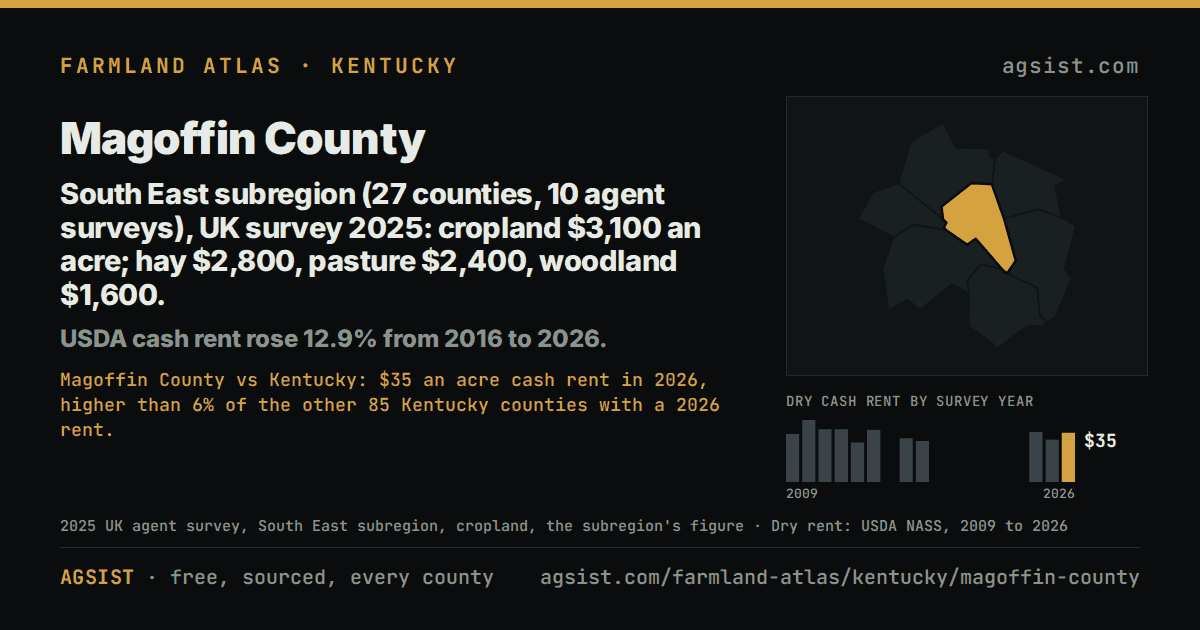 FARMLAND ATLAS · KENTUCKY
agsist.com
Magoffin County
South East subregion (27 counties, 10 agent
surveys), UK survey 2025: cropland $3,100 an
acre; hay $2,800, pasture $2,400, woodland
$1,600.
USDA cash rent rose 12.9% from 2016 to 2026.
Magoffin County vs Kentucky: $35 an acre cash rent in 2026,
higher than 6% of the other 85 Kentucky counties with a 2026
rent.
DRY CASH RENT BY SURVEY YEAR
$35
2009
2026
2025 UK agent survey, South East subregion, cropland, the subregion's figure · Dry rent: USDA NASS, 2009 to 2026
AGSIST · free, sourced, every county
agsist.com/farmland-atlas/kentucky/magoffin-county